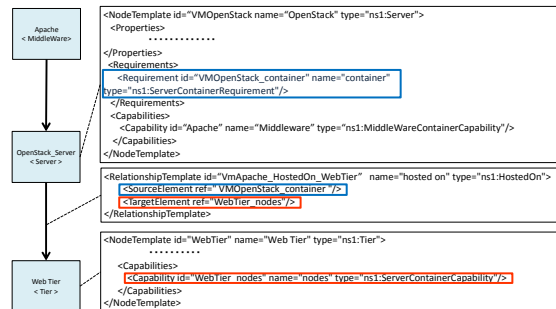 Apache
< MiddleWare>
OpenStack_Server
< Server >
Web Tier
< Tier >
<NodeTemplate id="VMOpenStack name="OpenStack" type="ns1:Server">
<Properties>
. . . . . . . . . . . . .
</Properties>
<Requirements>
<Requirement id="VMOpenStack_container" name="container"
type="ns1:ServerContainerRequirement"/>
</Requirements>
<Capabilities>
<Capability id="Apache" name="Middleware" type="ns1:MiddleWareContainerCapability"/>
</Capabilities>
</NodeTemplate>
<RelationshipTemplate id="VmApache_HostedOn_WebTier" name="hosted on" type="ns1:HostedOn">
<SourceElement ref=" VMOpenStack_container "/>
<TargetElement ref="WebTier_nodes"/>
</RelationshipTemplate>
<NodeTemplate id="WebTier" name="Web Tier" type="ns1:Tier">
. . . . . . . . . .
<Capabilities>
<Capability id="WebTier_nodes" name="nodes" type="ns1:ServerContainerCapability"/>
</Capabilities>
</NodeTemplate>